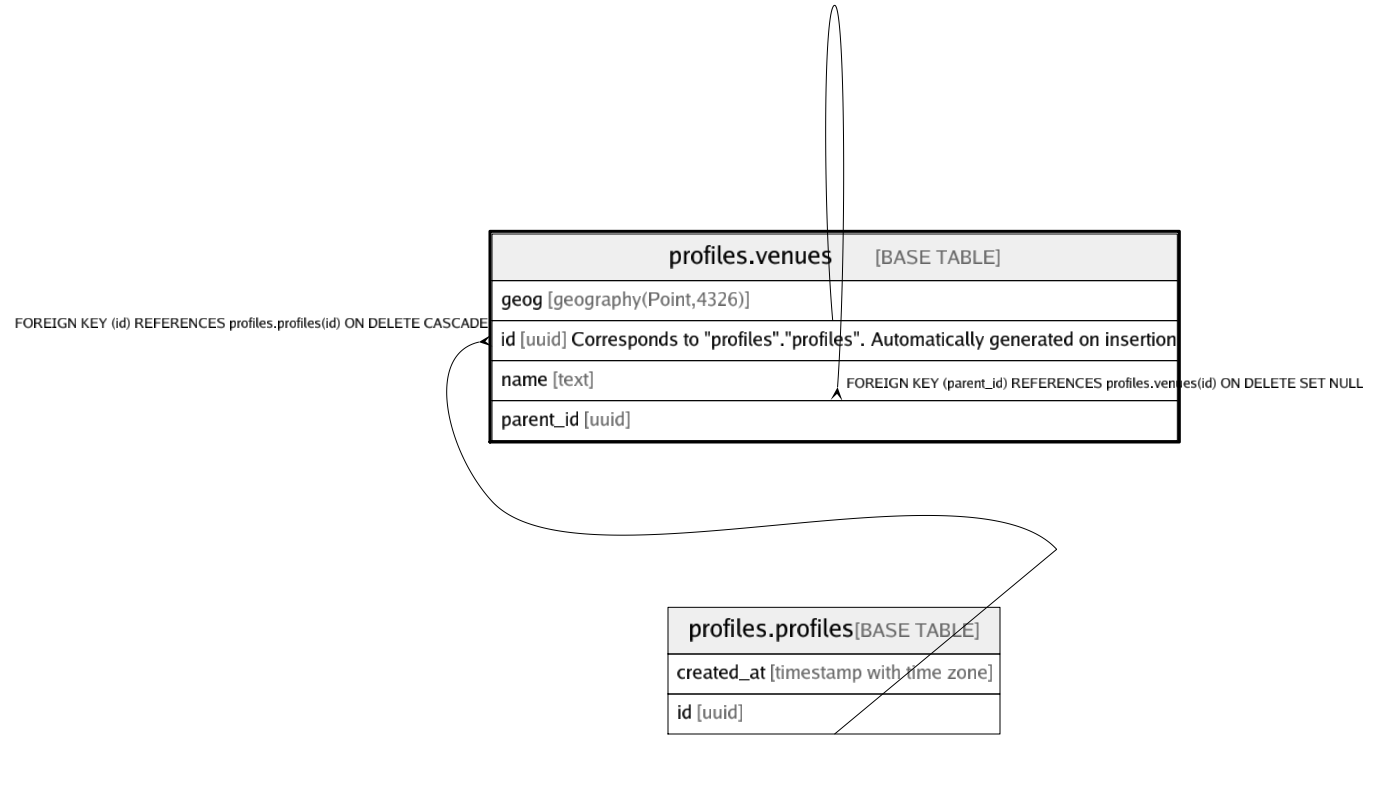 profiles.venues [BASE TABLE]
geog [geography(Point,4326)]
FOREIGN KEY (id) REFERENCES profiles.profiles(id) ON DELETE CASCADE
id [uuid] Corresponds to "profiles"."profiles". Automatically generated on insertion
name [text]
FOREIGN KEY (parent_id) REFERENCES profiles.venues(id) ON DELETE SET NULL
parent_id [uuid]
profiles.profiles[BASE TABLE]
created_at [timestamp with time zone]
id [uuid]